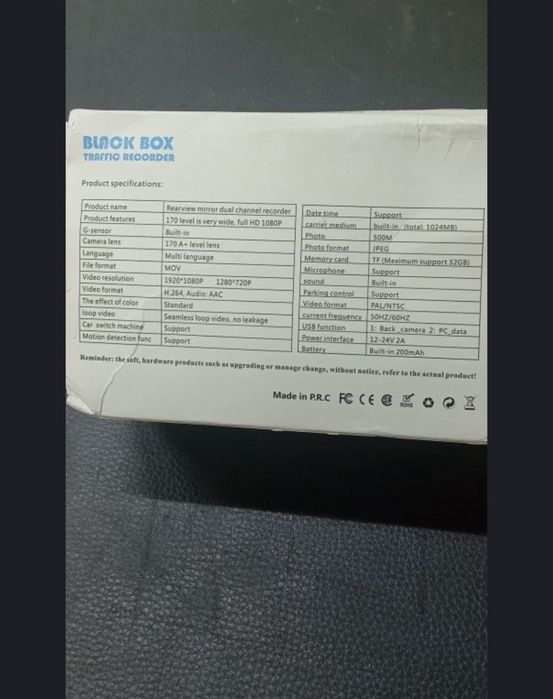 BLACK BOX
TRAFFIC RECORDER
Product specifications:
Product name Rearview mirror dual channel recorder
Product features 170 level is very wide, full HD 1080P
G-sensor Built-in
Camera lens 170 A+ level lens
Language Multi language
File format MOV
Video resolution 1920*1080P 1280*720P
Video format H.264, Audio: AAC
The effect of color Standard
loop video Seamless loop video, no leakage
Car switch machine Support
Motion detection func Support
Date time Support
carrier medium built-in (total: 1024MB)
Photo 500M
Photo format JPEG
Memory card TF (Maximum support 32GB)
Microphone Support
sound Built-in
Parking control Support
Video format PAL/NTSC
current frequency 50HZ/60HZ
USB function 1: Back_camera 2: PC_data
Power interface 12-24V 2A
Battery Built-in 200mAh
Reminder: the soft, hardware products such as upgrading or manage change, without notice, refer to the actual product!
Made in P.R.C FC CE ROHS